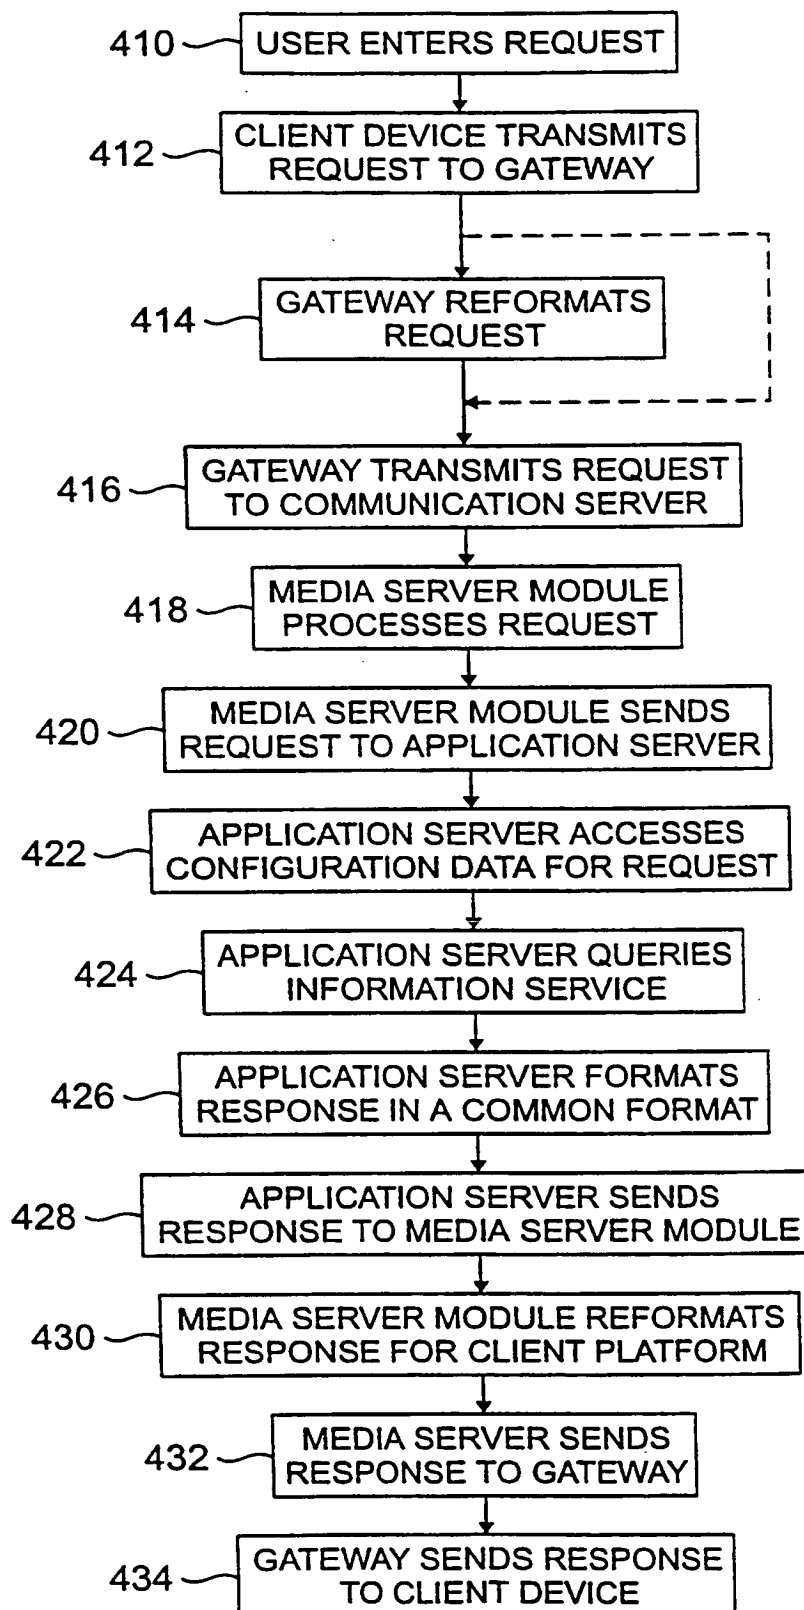 410
USER ENTERS REQUEST
412
CLIENT DEVICE TRANSMITS
REQUEST TO GATEWAY
414
GATEWAY REFORMATS
REQUEST
416
GATEWAY TRANSMITS REQUEST
TO COMMUNICATION SERVER
418
MEDIA SERVER MODULE
PROCESSES REQUEST
420
MEDIA SERVER MODULE SENDS
REQUEST TO APPLICATION SERVER
422
APPLICATION SERVER ACCESSES
CONFIGURATION DATA FOR REQUEST
424
APPLICATION SERVER QUERIES
INFORMATION SERVICE
426
APPLICATION SERVER FORMATS
RESPONSE IN A COMMON FORMAT
428
APPLICATION SERVER SENDS
RESPONSE TO MEDIA SERVER MODULE
430
MEDIA SERVER MODULE REFORMATS
RESPONSE FOR CLIENT PLATFORM
432
MEDIA SERVER SENDS
RESPONSE TO GATEWAY
434
GATEWAY SENDS RESPONSE
TO CLIENT DEVICE